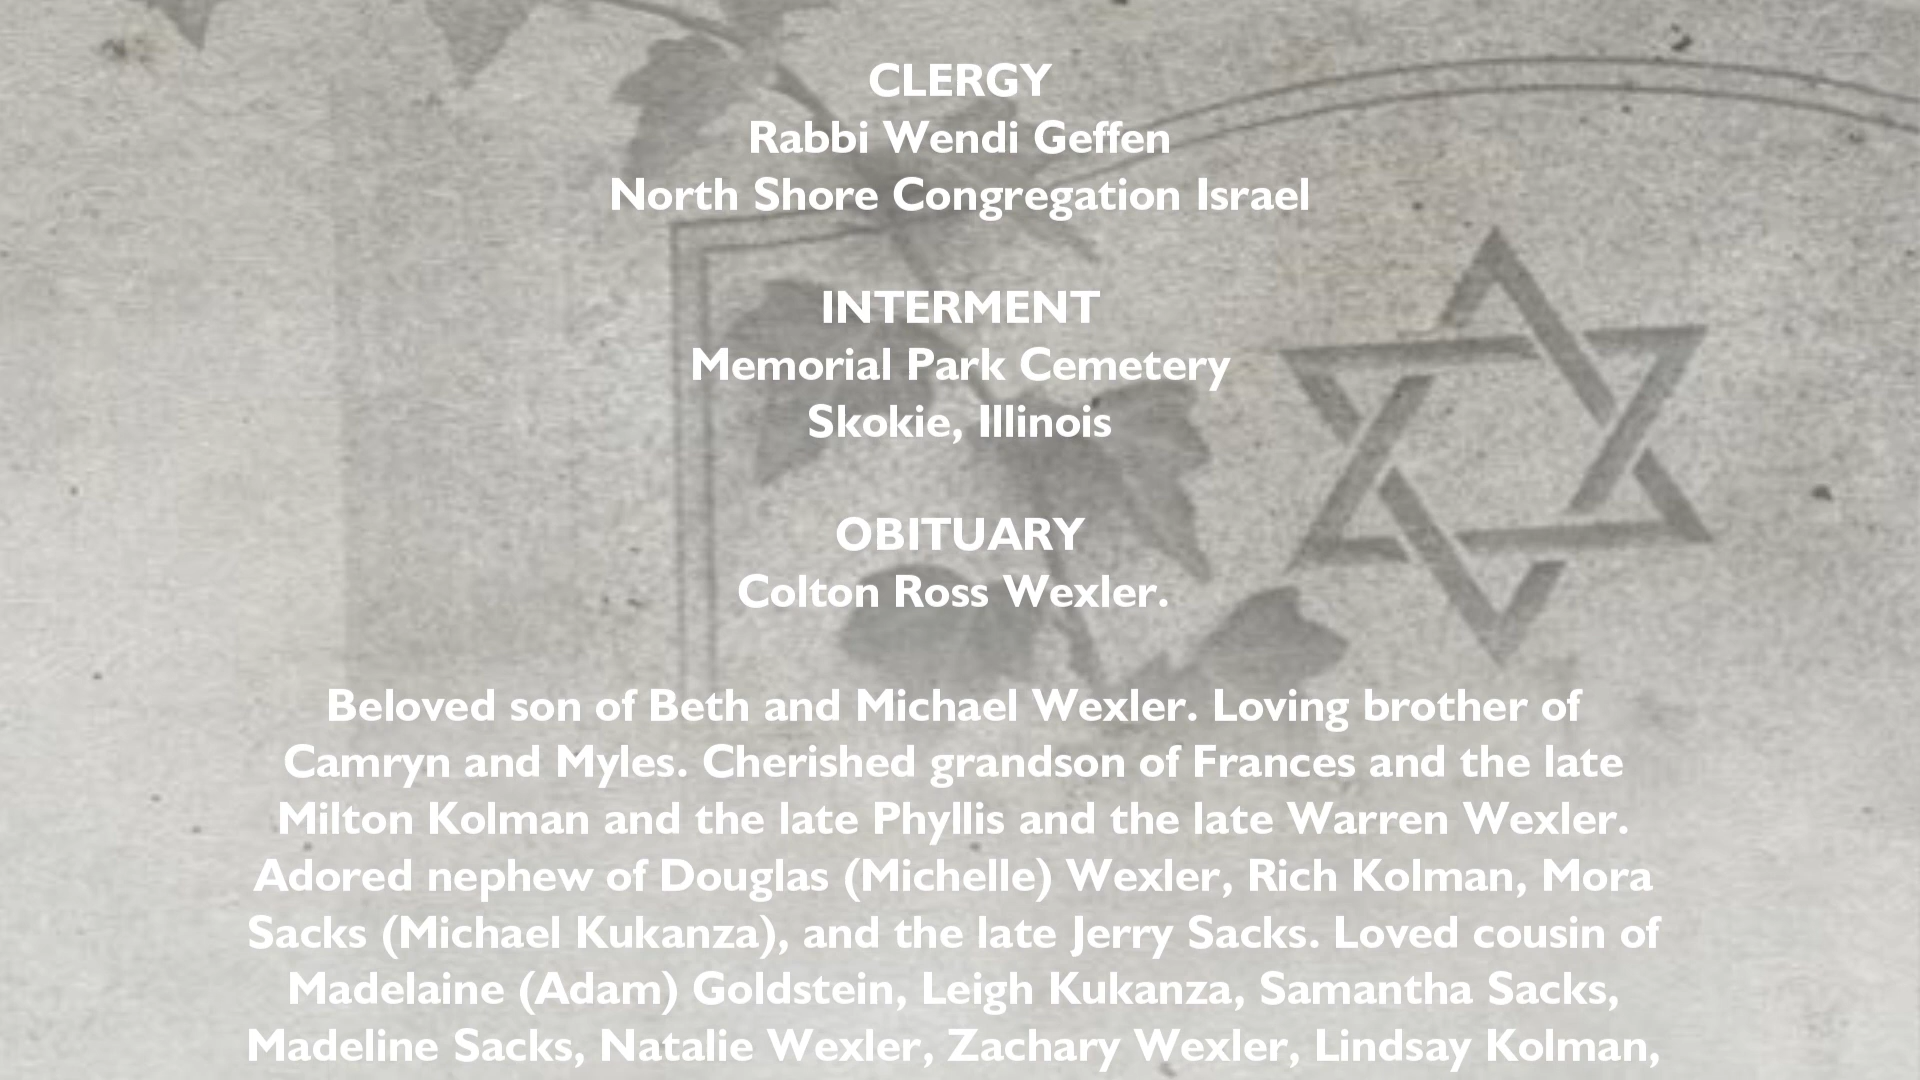 CLERGY
Rabbi Wendi Geffen
North Shore Congregation Israel
INTERMENT
Memorial Park Cemetery
Skokie, Illinois
OBITUARY
Colton Ross Wexler.
Beloved son of Beth and Michael Wexler. Loving brother of
Camryn and Myles. Cherished grandson of Frances and the late
Milton Kolman and the late Phyllis and the late Warren Wexler.
Adored nephew of Douglas (Michelle) Wexler, Rich Kolman, Mora
Sacks (Michael Kukanza), and the late Jerry Sacks. Loved cousin of
Madelaine (Adam) Goldstein, Leigh Kukanza, Samantha Sacks,
Madeline Sacks, Natalie Wexler, Zachary Wexler, Lindsay Kolman,